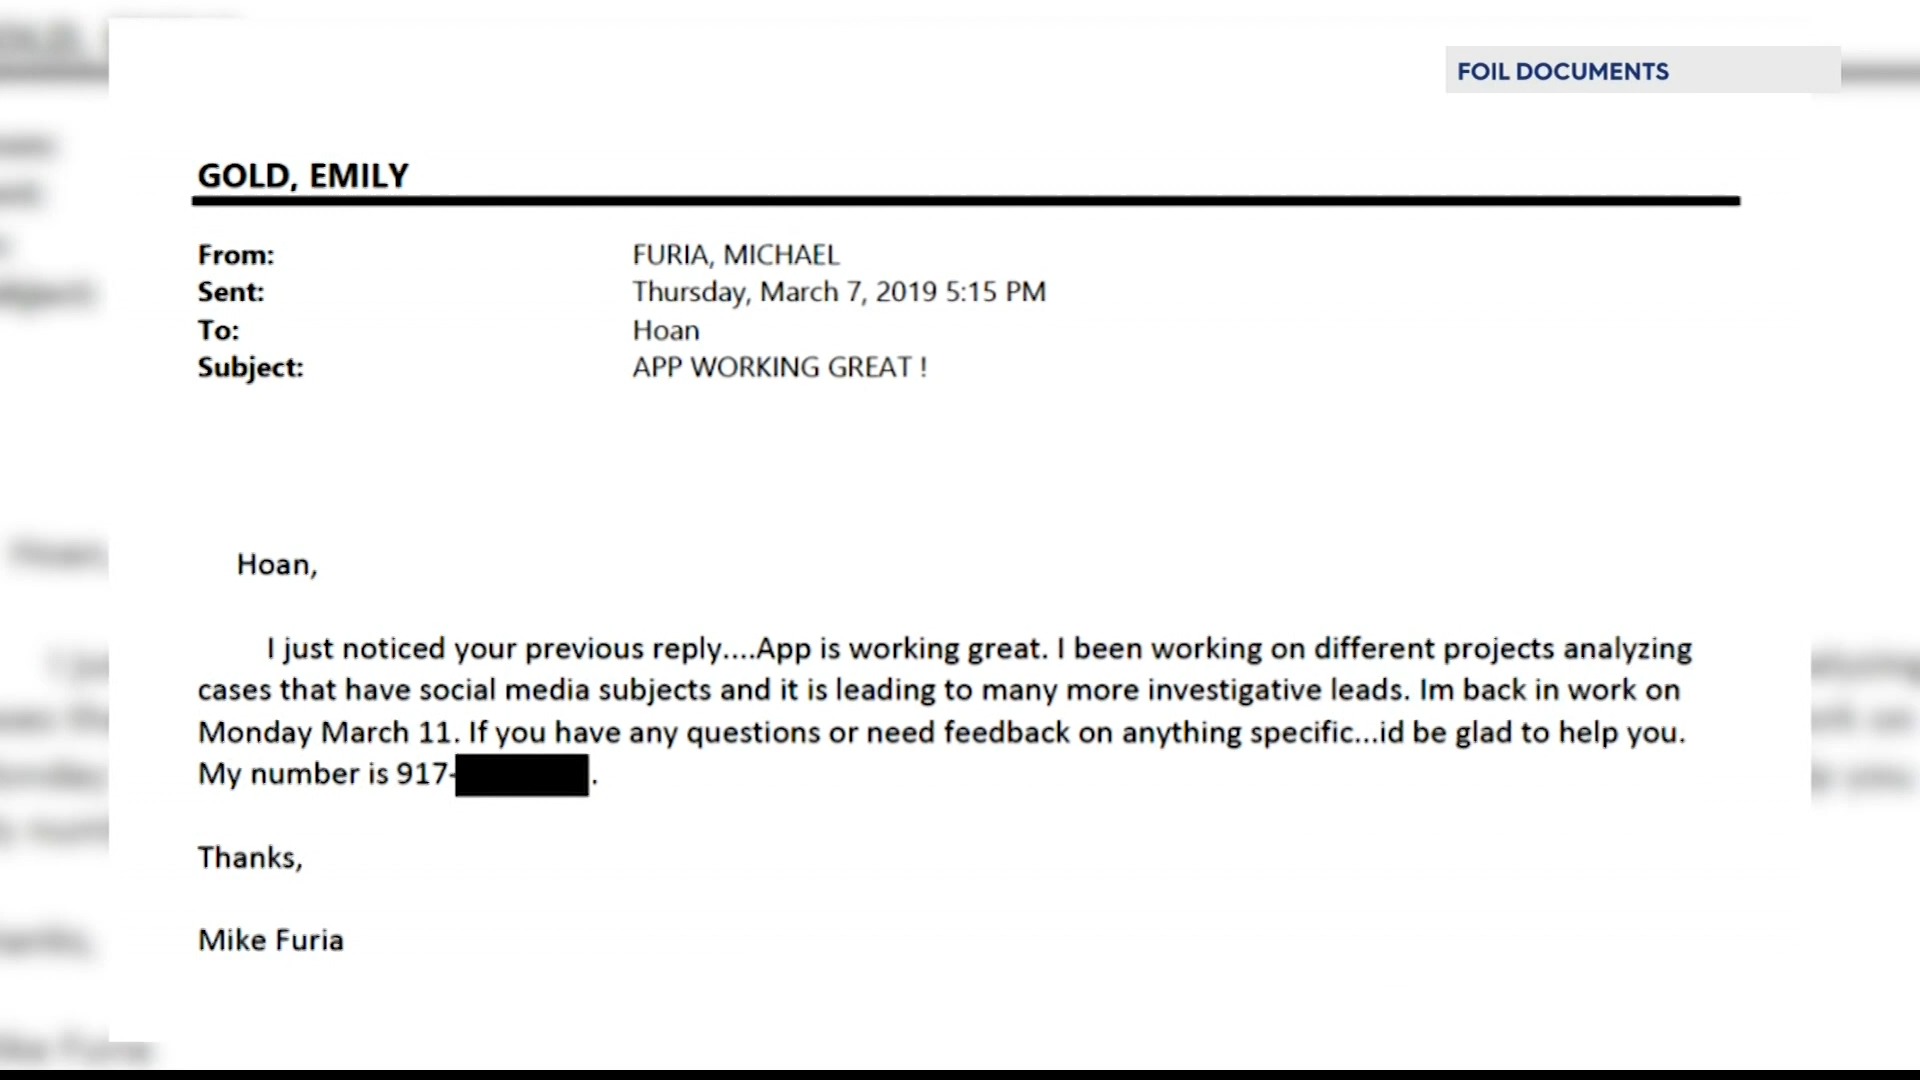 FOIL DOCUMENTS
GOLD, EMILY
From: FURIA, MICHAEL
Sent: Thursday, March 7, 2019 5:15 PM
To: Hoan
Subject: APP WORKING GREAT !
Hoan,
I just noticed your previous reply....App is working great. I been working on different projects analyzing
cases that have social media subjects and it is leading to many more investigative leads. Im back in work on
Monday March 11. If you have any questions or need feedback on anything specific...id be glad to help you.
My number is 917- .
Thanks,
Mike Furia